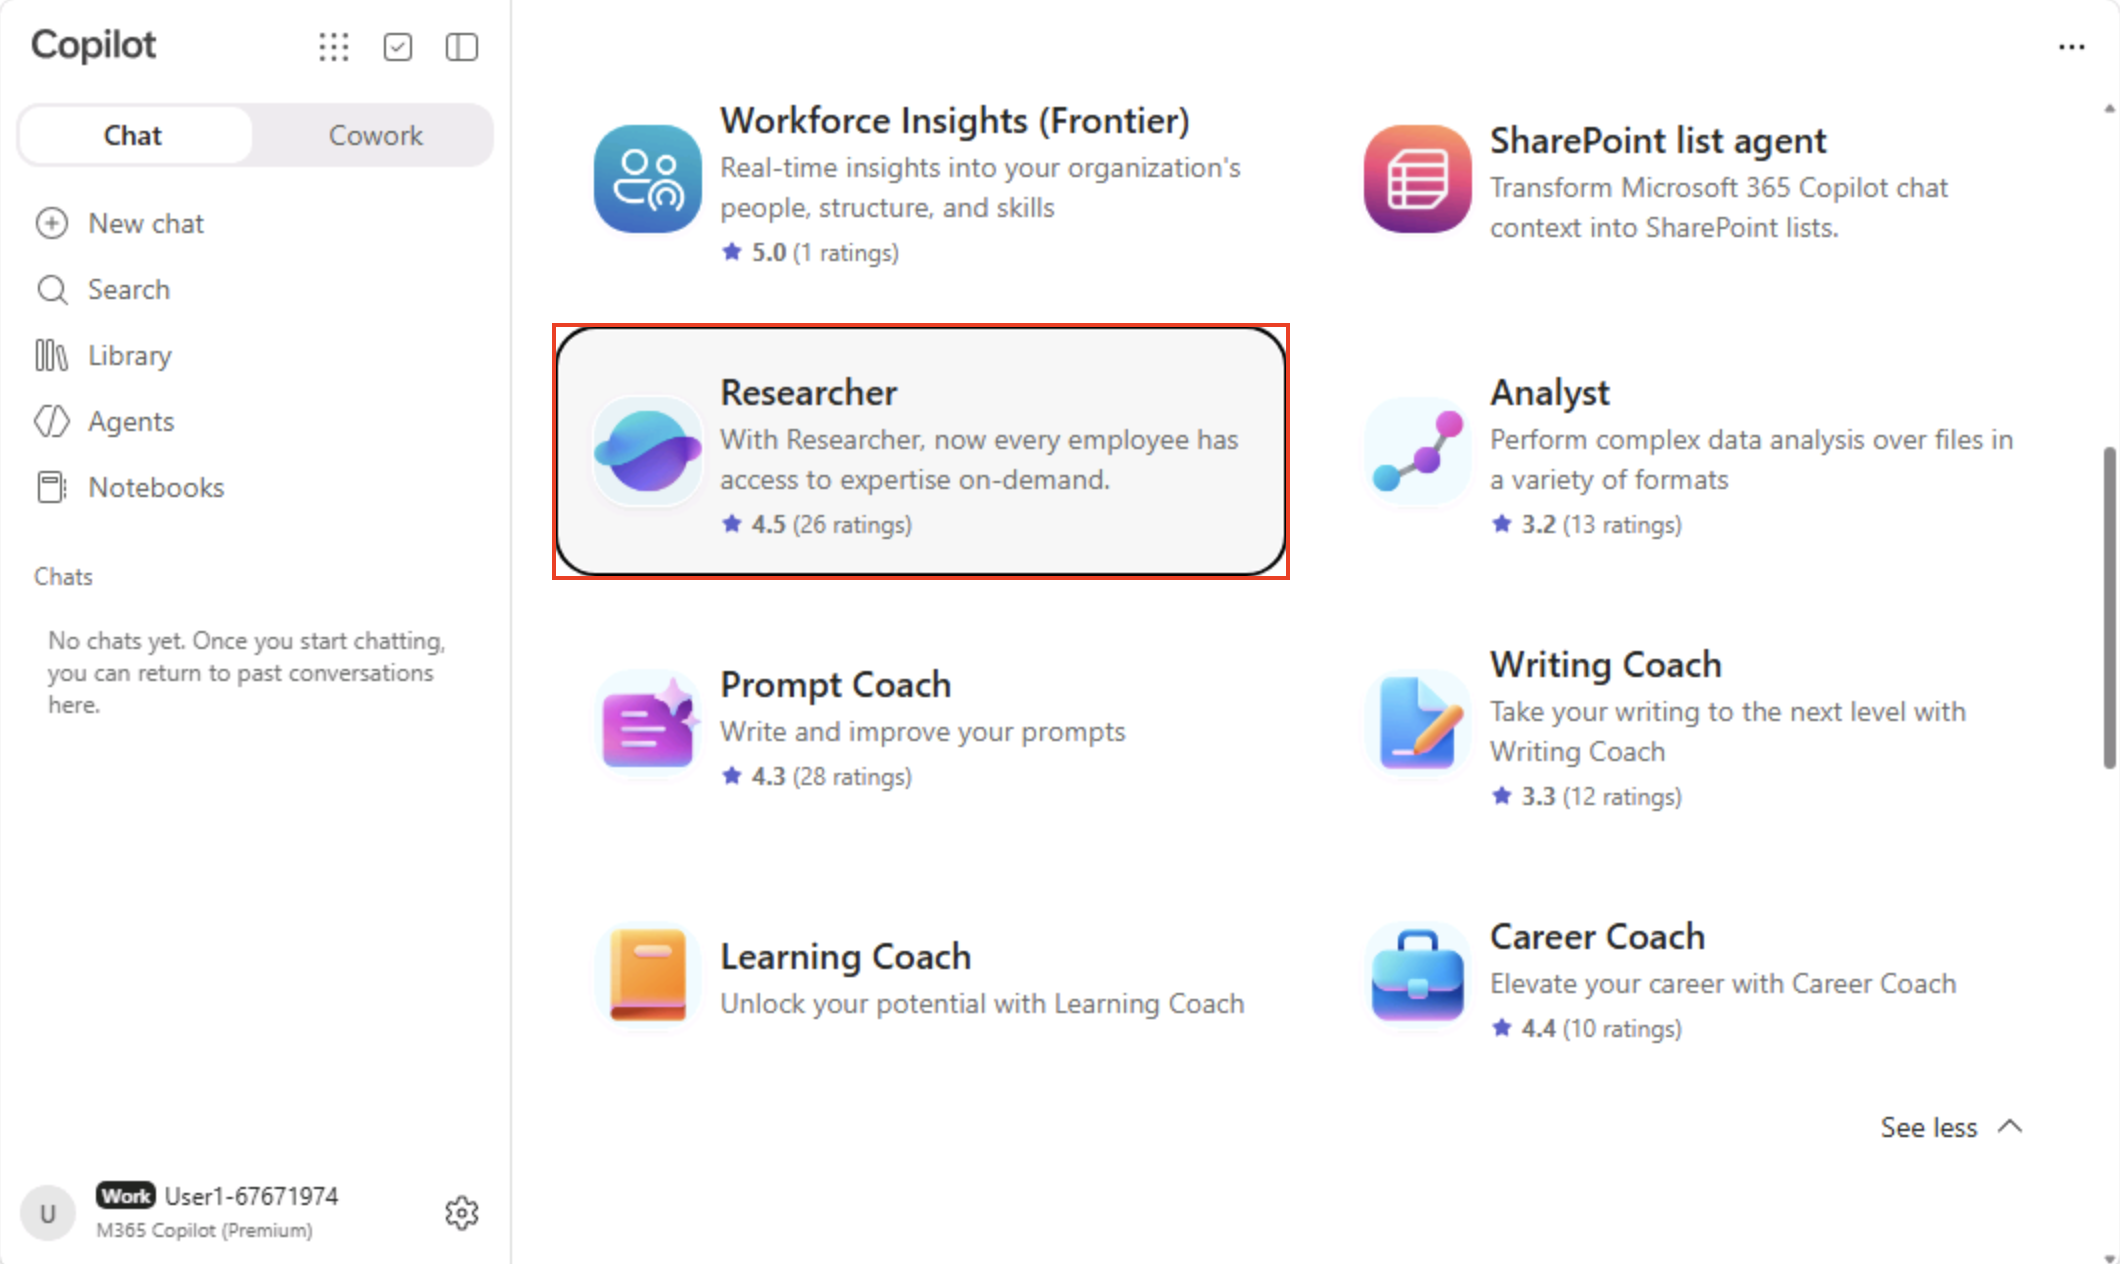 Copilot
Chat
Cowork
New chat
Search
Library
Agents
Notebooks
Chats
No chats yet. Once you start chatting,
you can return to past conversations
here.
U
Work User1-67671974
M365 Copilot (Premium)
Workforce Insights (Frontier)
Real-time insights into your organization's
people, structure, and skills
5.0 (1 ratings)
SharePoint list agent
Transform Microsoft 365 Copilot chat
context into SharePoint lists.
Researcher
With Researcher, now every employee has
access to expertise on-demand.
4.5 (26 ratings)
Analyst
Perform complex data analysis over files in
a variety of formats
3.2 (13 ratings)
Prompt Coach
Write and improve your prompts
4.3 (28 ratings)
Writing Coach
Take your writing to the next level with
Writing Coach
3.3 (12 ratings)
Learning Coach
Unlock your potential with Learning Coach
Career Coach
Elevate your career with Career Coach
4.4 (10 ratings)
See less